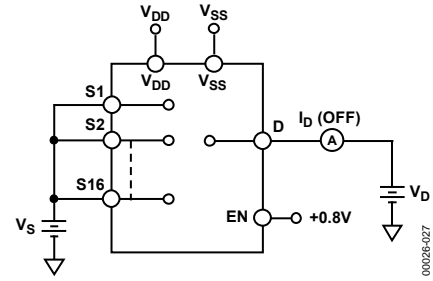 VDD VSS
VDD VSS
S1
S2
S16
D
ID (OFF)
A
VD
VS
EN
+0.8V
00026-027